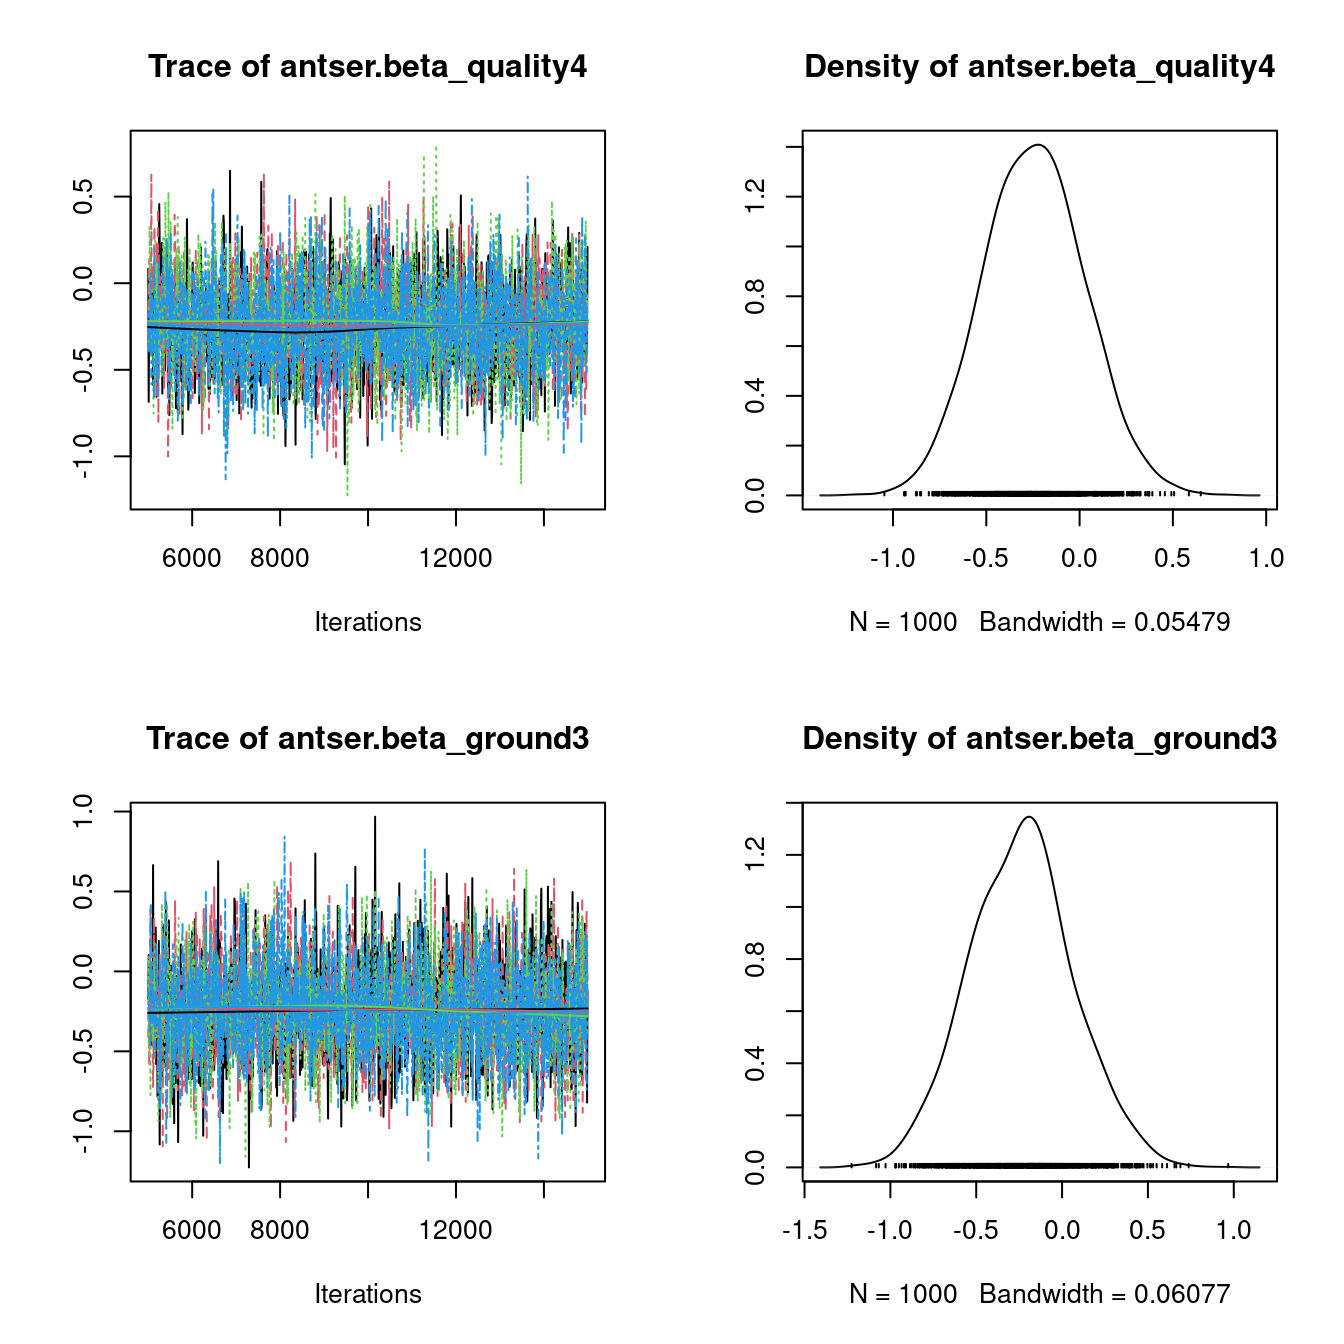 Trace of antser.beta_quality4
0.5
0.0
-0.5
-1.0
6000 8000 12000
Iterations
Density of antser.beta_quality4
1.2
0.8
0.4
0.0
-1.0 -0.5 0.0 0.5 1.0
N = 1000 Bandwidth = 0.05479
Trace of antser.beta_ground3
1.0
0.5
0.0
-0.5
-1.0
6000 8000 12000
Iterations
Density of antser.beta_ground3
1.2
0.8
0.4
0.0
-1.5 -1.0 -0.5 0.0 0.5 1.0
N = 1000 Bandwidth = 0.06077